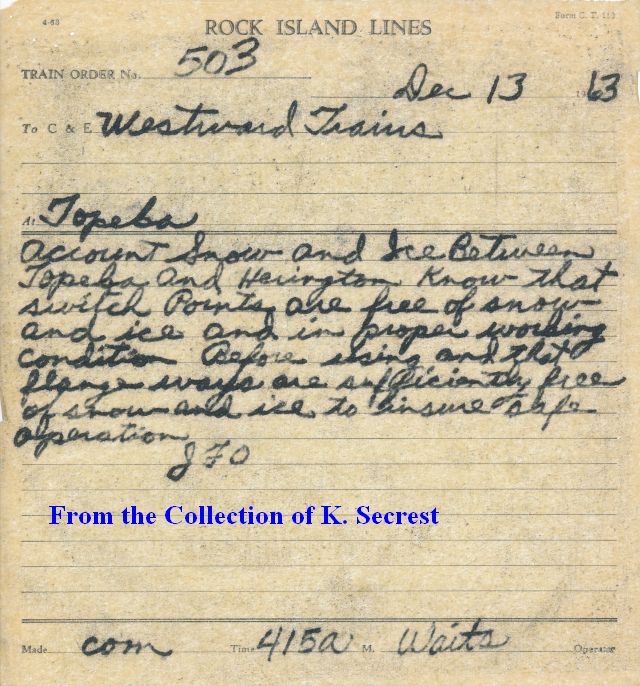 4-63
Form C. T. 113
ROCK ISLAND LINES
TRAIN ORDER No. 503
Dec 13 1963
To C & E Westward Trains
At Topeka
Account Snow and Ice Between
Topeka and Herington Know that
switch Points are free of snow
and ice and in proper working
condition Before using and that
flange ways are sufficiently free
of snow and ice to insure safe
operation
J F O
From the Collection of K. Secrest
Made com Time 415a M. Waits Operator